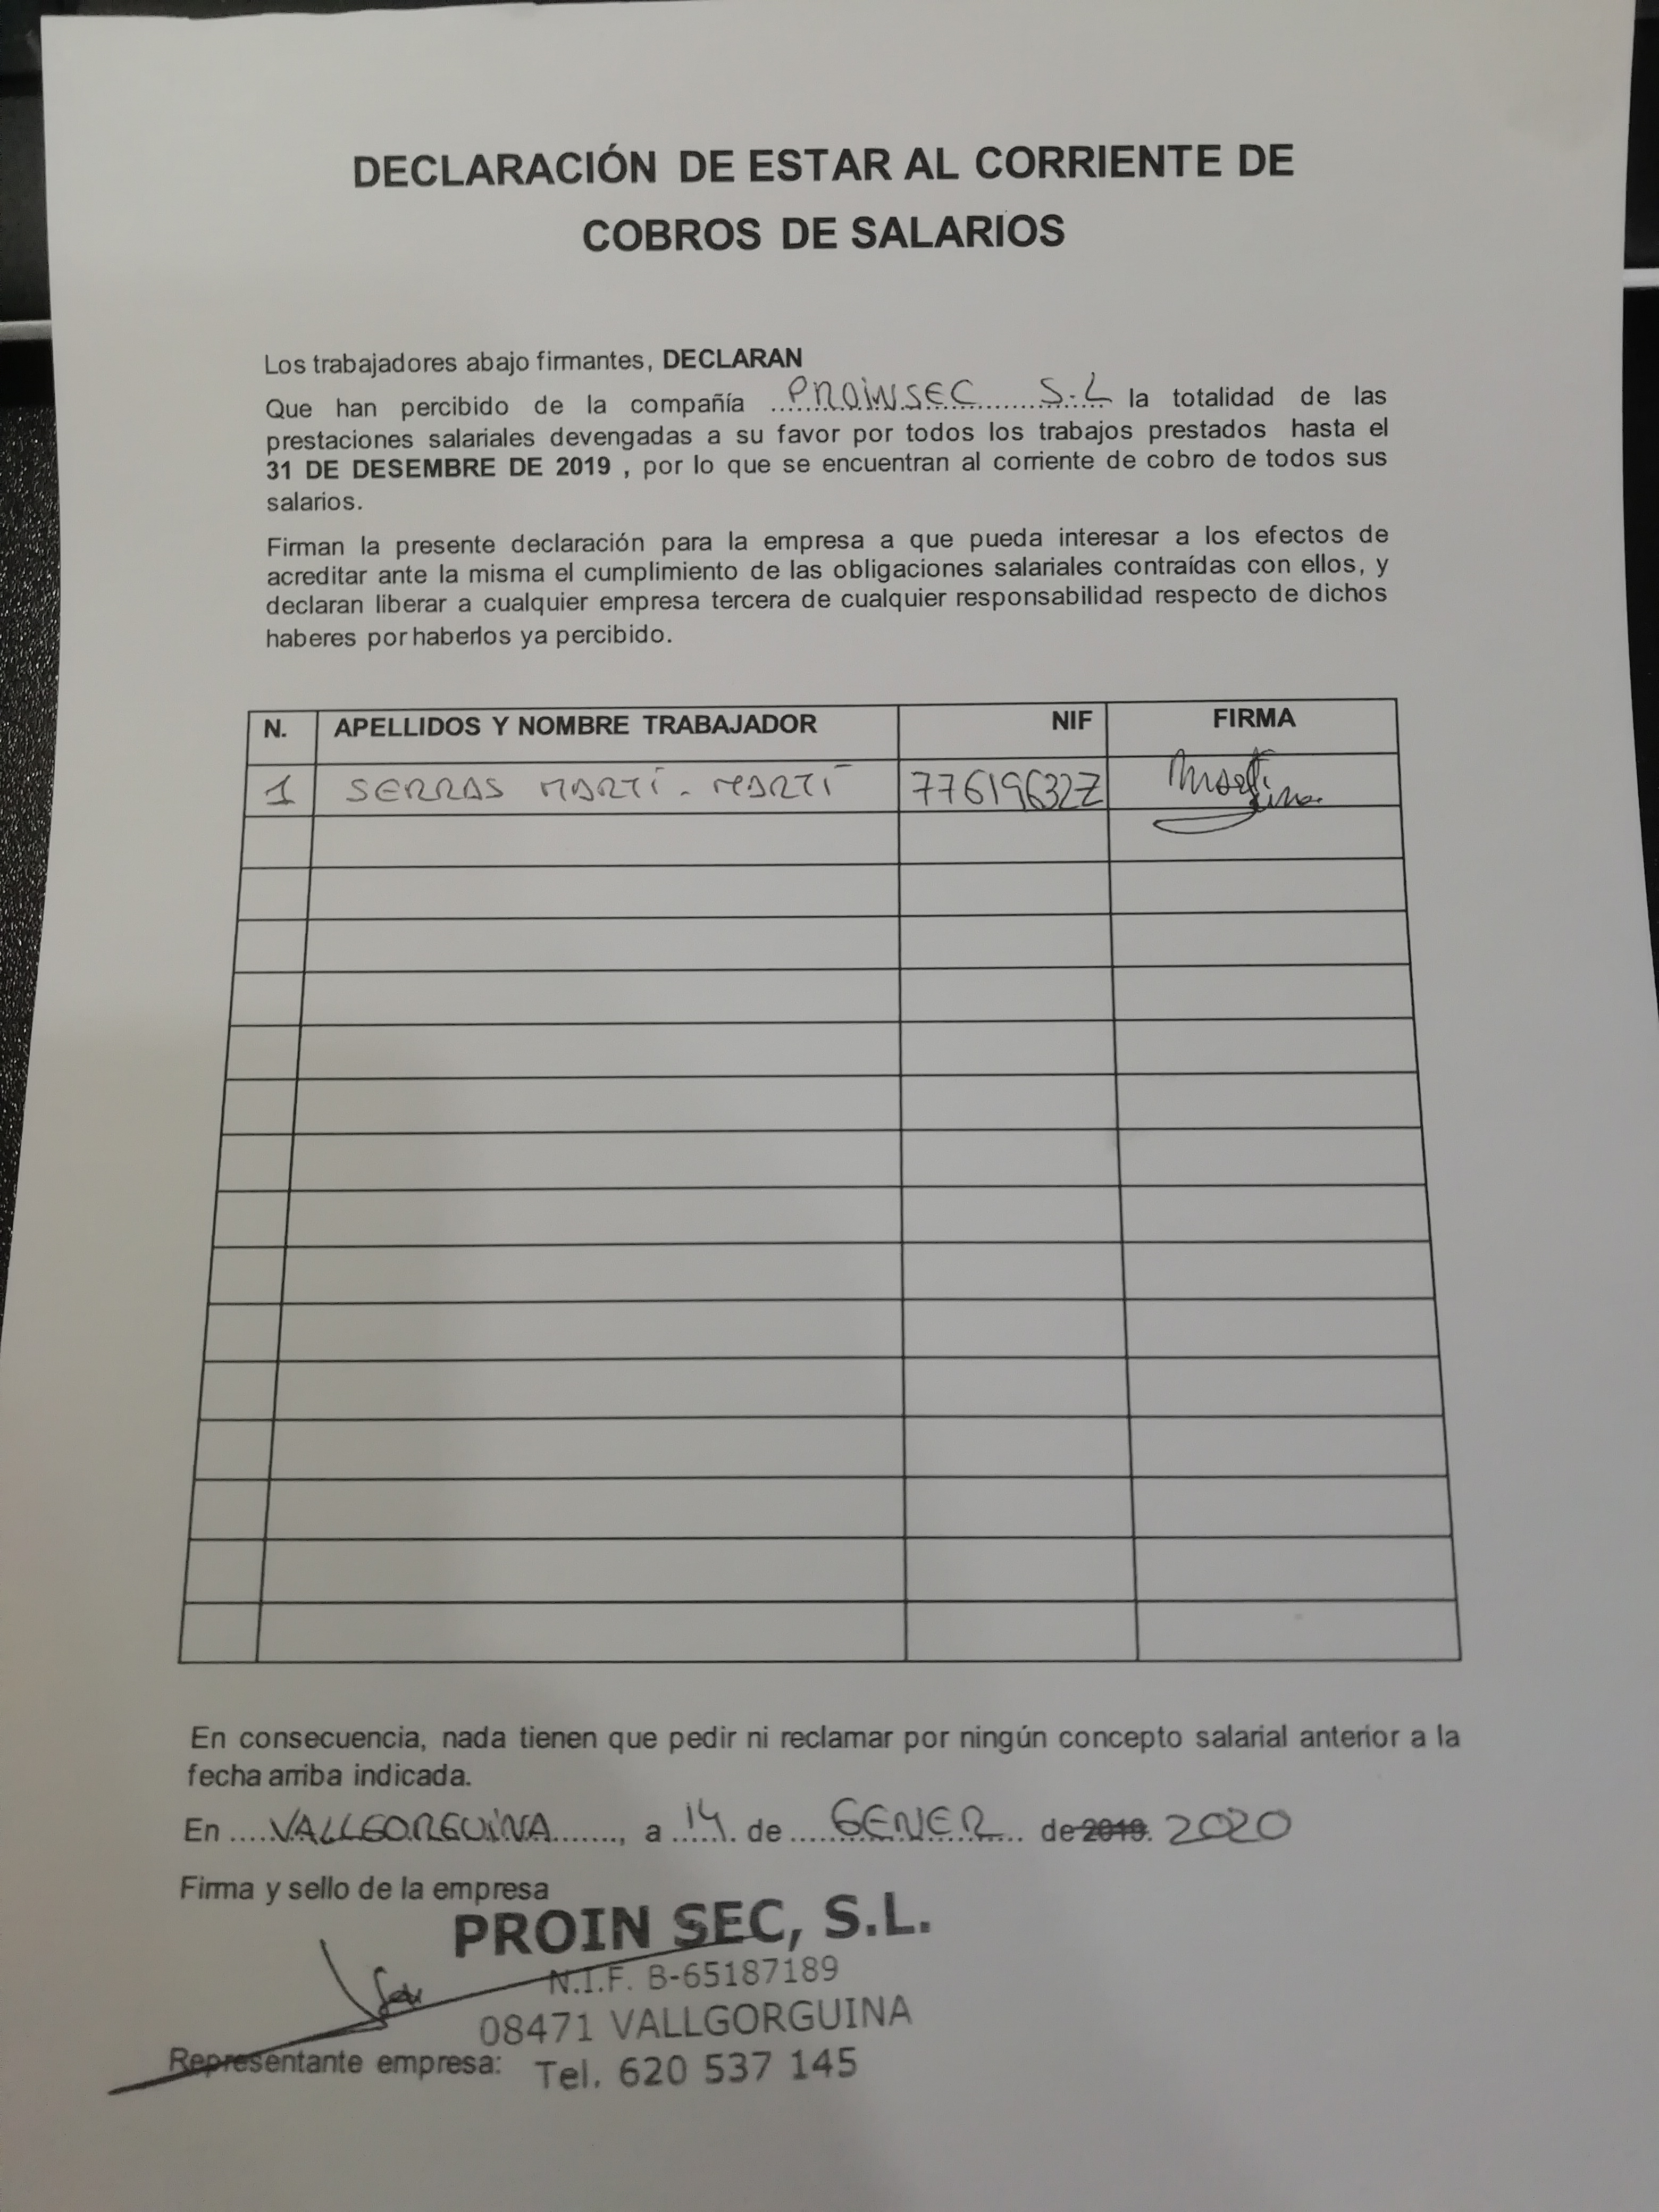 DECLARACIÓN DE ESTAR AL CORRIENTE DE
COBROS DE SALARIOS
Los trabajadores abajo firmantes, DECLARAN
Que han percibido de la compañía PROINSEC S.L la totalidad de las
prestaciones salariales devengadas a su favor por todos los trabajos prestados hasta el
31 DE DESEMBRE DE 2019 , por lo que se encuentran al corriente de cobro de todos sus
salarios.
Firman la presente declaración para la empresa a que pueda interesar a los efectos de
acreditar ante la misma el cumplimiento de las obligaciones salariales contraídas con ellos, y
declaran liberar a cualquier empresa tercera de cualquier responsabilidad respecto de dichos
haberes por haberlos ya percibido.
N. APELLIDOS Y NOMBRE TRABAJADOR NIF FIRMA
1 SERRAS MARTÍ - MARTÍ 77619632Z
En consecuencia, nada tienen que pedir ni reclamar por ningún concepto salarial anterior a la
fecha arriba indicada.
En .....VALLGORGUINA......., a 14 de GENER de 2019. 2020
Firma y sello de la empresa
PROIN SEC, S.L.
N.I.F. B-65187189
08471 VALLGORGUINA
Representante empresa: Tel. 620 537 145